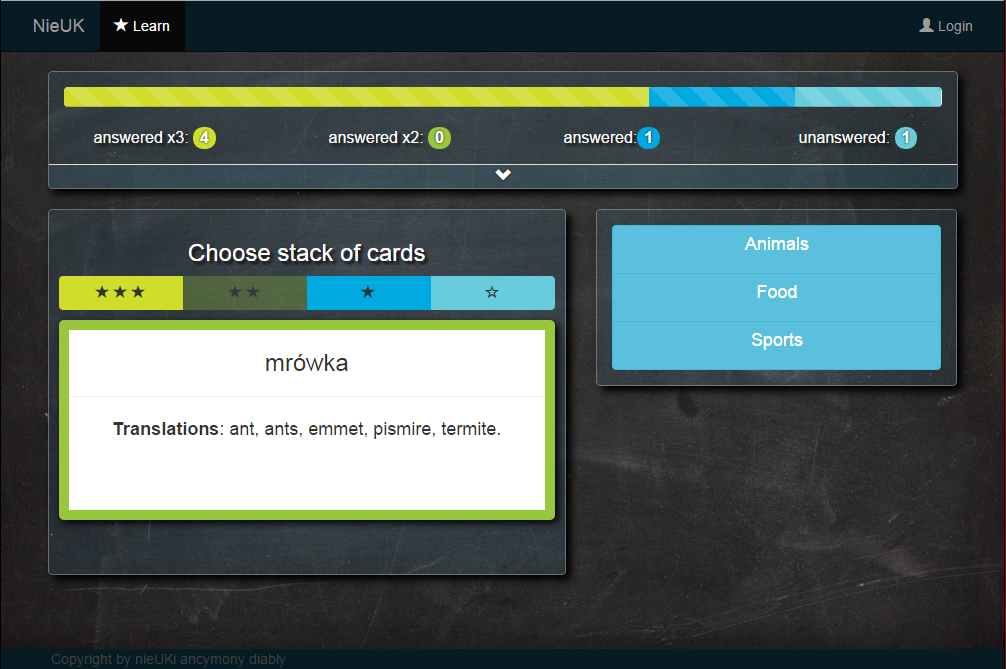 NieUK ★ Learn Login
answered x3: 4 answered x2: 0 answered: 1 unanswered: 1
Choose stack of cards
★★★ ★★ ★ ☆
mrówka
Translations: ant, ants, emmet, pismire, termite.
Animals
Food
Sports
Copyright by nieUKi ancymony diably